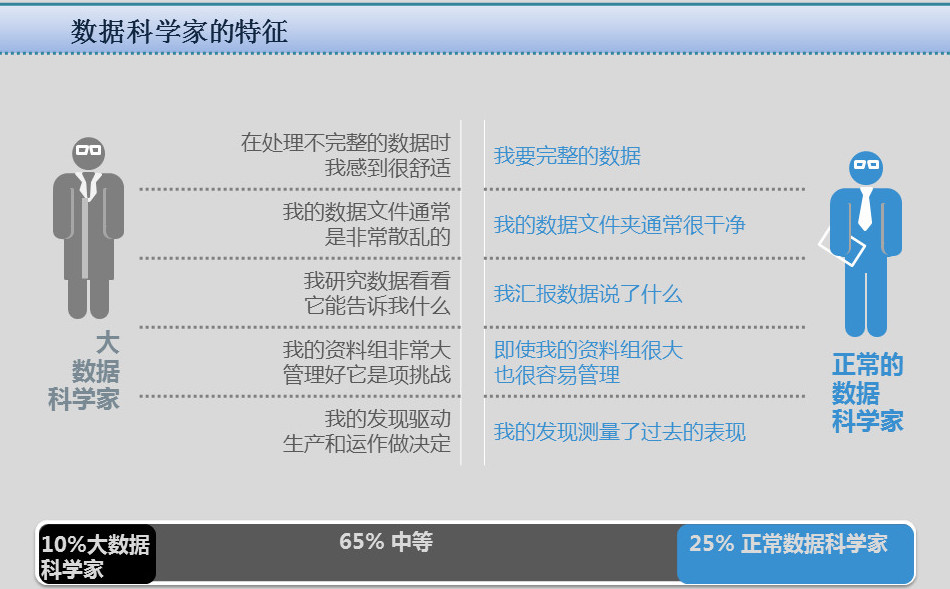 数据科学家的特征
在处理不完整的数据时
我感到很舒适
我的数据文件通常
是非常散乱的
我研究数据看看
它能告诉我什么
我的资料组非常大
管理好它是项挑战
我的发现驱动
生产和运作做决定
大
数据
科学家
我要完整的数据
我的数据文件夹通常很干净
我汇报数据说了什么
即使我的资料组很大
也很容易管理
我的发现测量了过去的表现
正常的
数据
科学家
10%大数据
科学家
65% 中等
25% 正常数据科学家